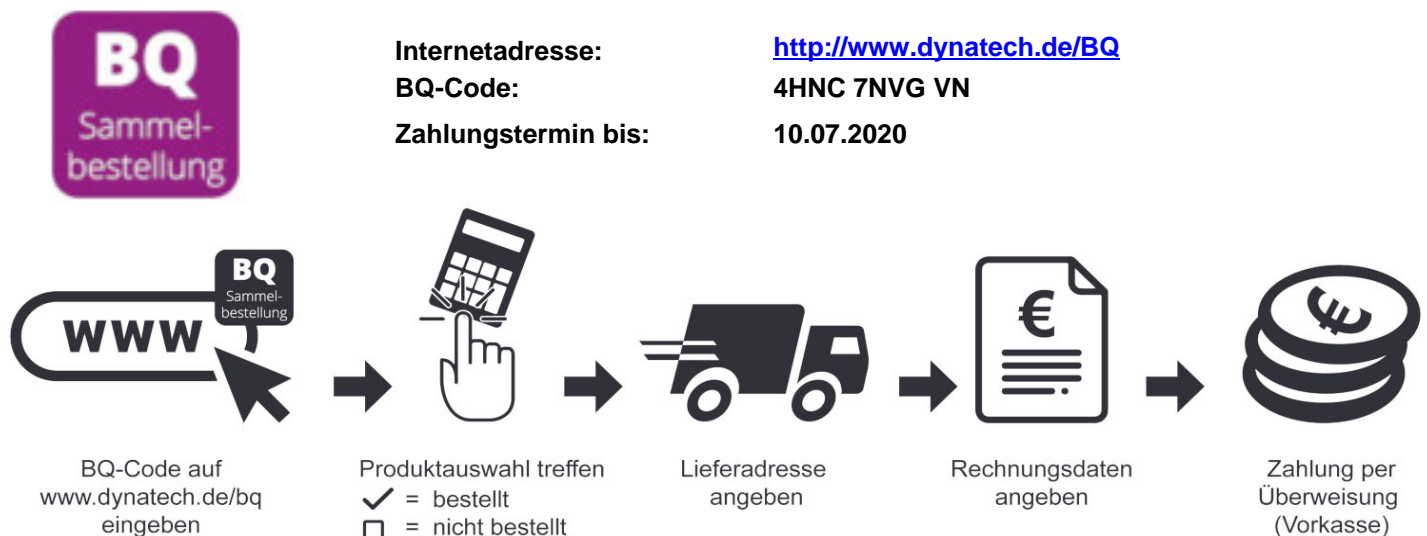 BQ
Sammel-
bestellung
Internetadresse: http://www.dynatech.de/BQ
BQ-Code: 4HNC 7NVG VN
Zahlungstermin bis: 10.07.2020
BQ
Sammel-
bestellung
www
€
€
BQ-Code auf
www.dynatech.de/bq
eingeben
Produktauswahl treffen
✓ = bestellt
☐ = nicht bestellt
Lieferadresse
angeben
Rechnungsdaten
angeben
Zahlung per
Überweisung
(Vorkasse)